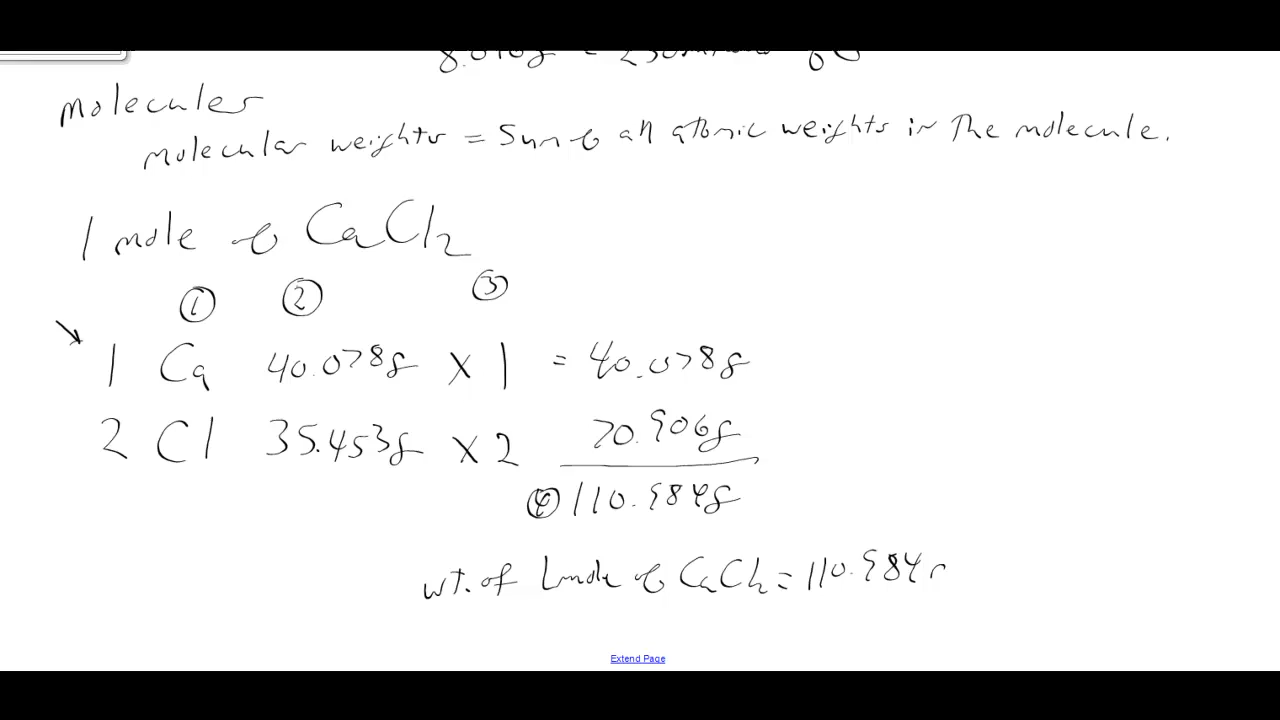 molecules
molecular weights = Sum of all atomic weights in The molecule.
1 mole of CaCl2
① ② ③
1 Ca 40.078g x 1 = 40.078g
2 Cl 35.453g x 2 70.906g
④ 110.984g
wt. of 1 mole of CaCl2 = 110.984
Extend Page